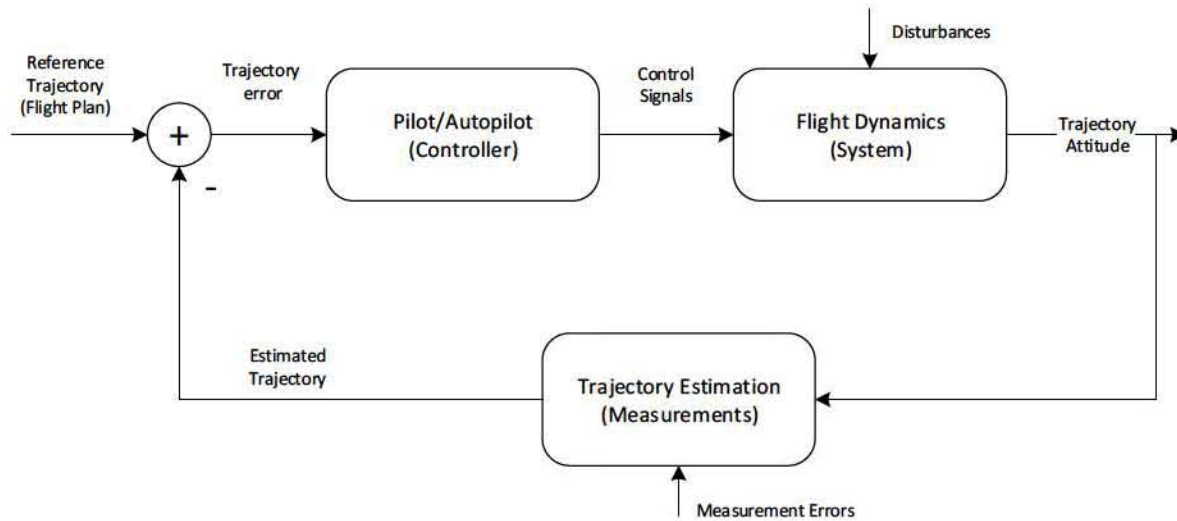 Reference
Trajectory
(Flight Plan)
+
-
Trajectory
error
Pilot/Autopilot
(Controller)
Control
Signals
Disturbances
Flight Dynamics
(System)
Trajectory
Attitude
Estimated
Trajectory
Trajectory Estimation
(Measurements)
Measurement Errors